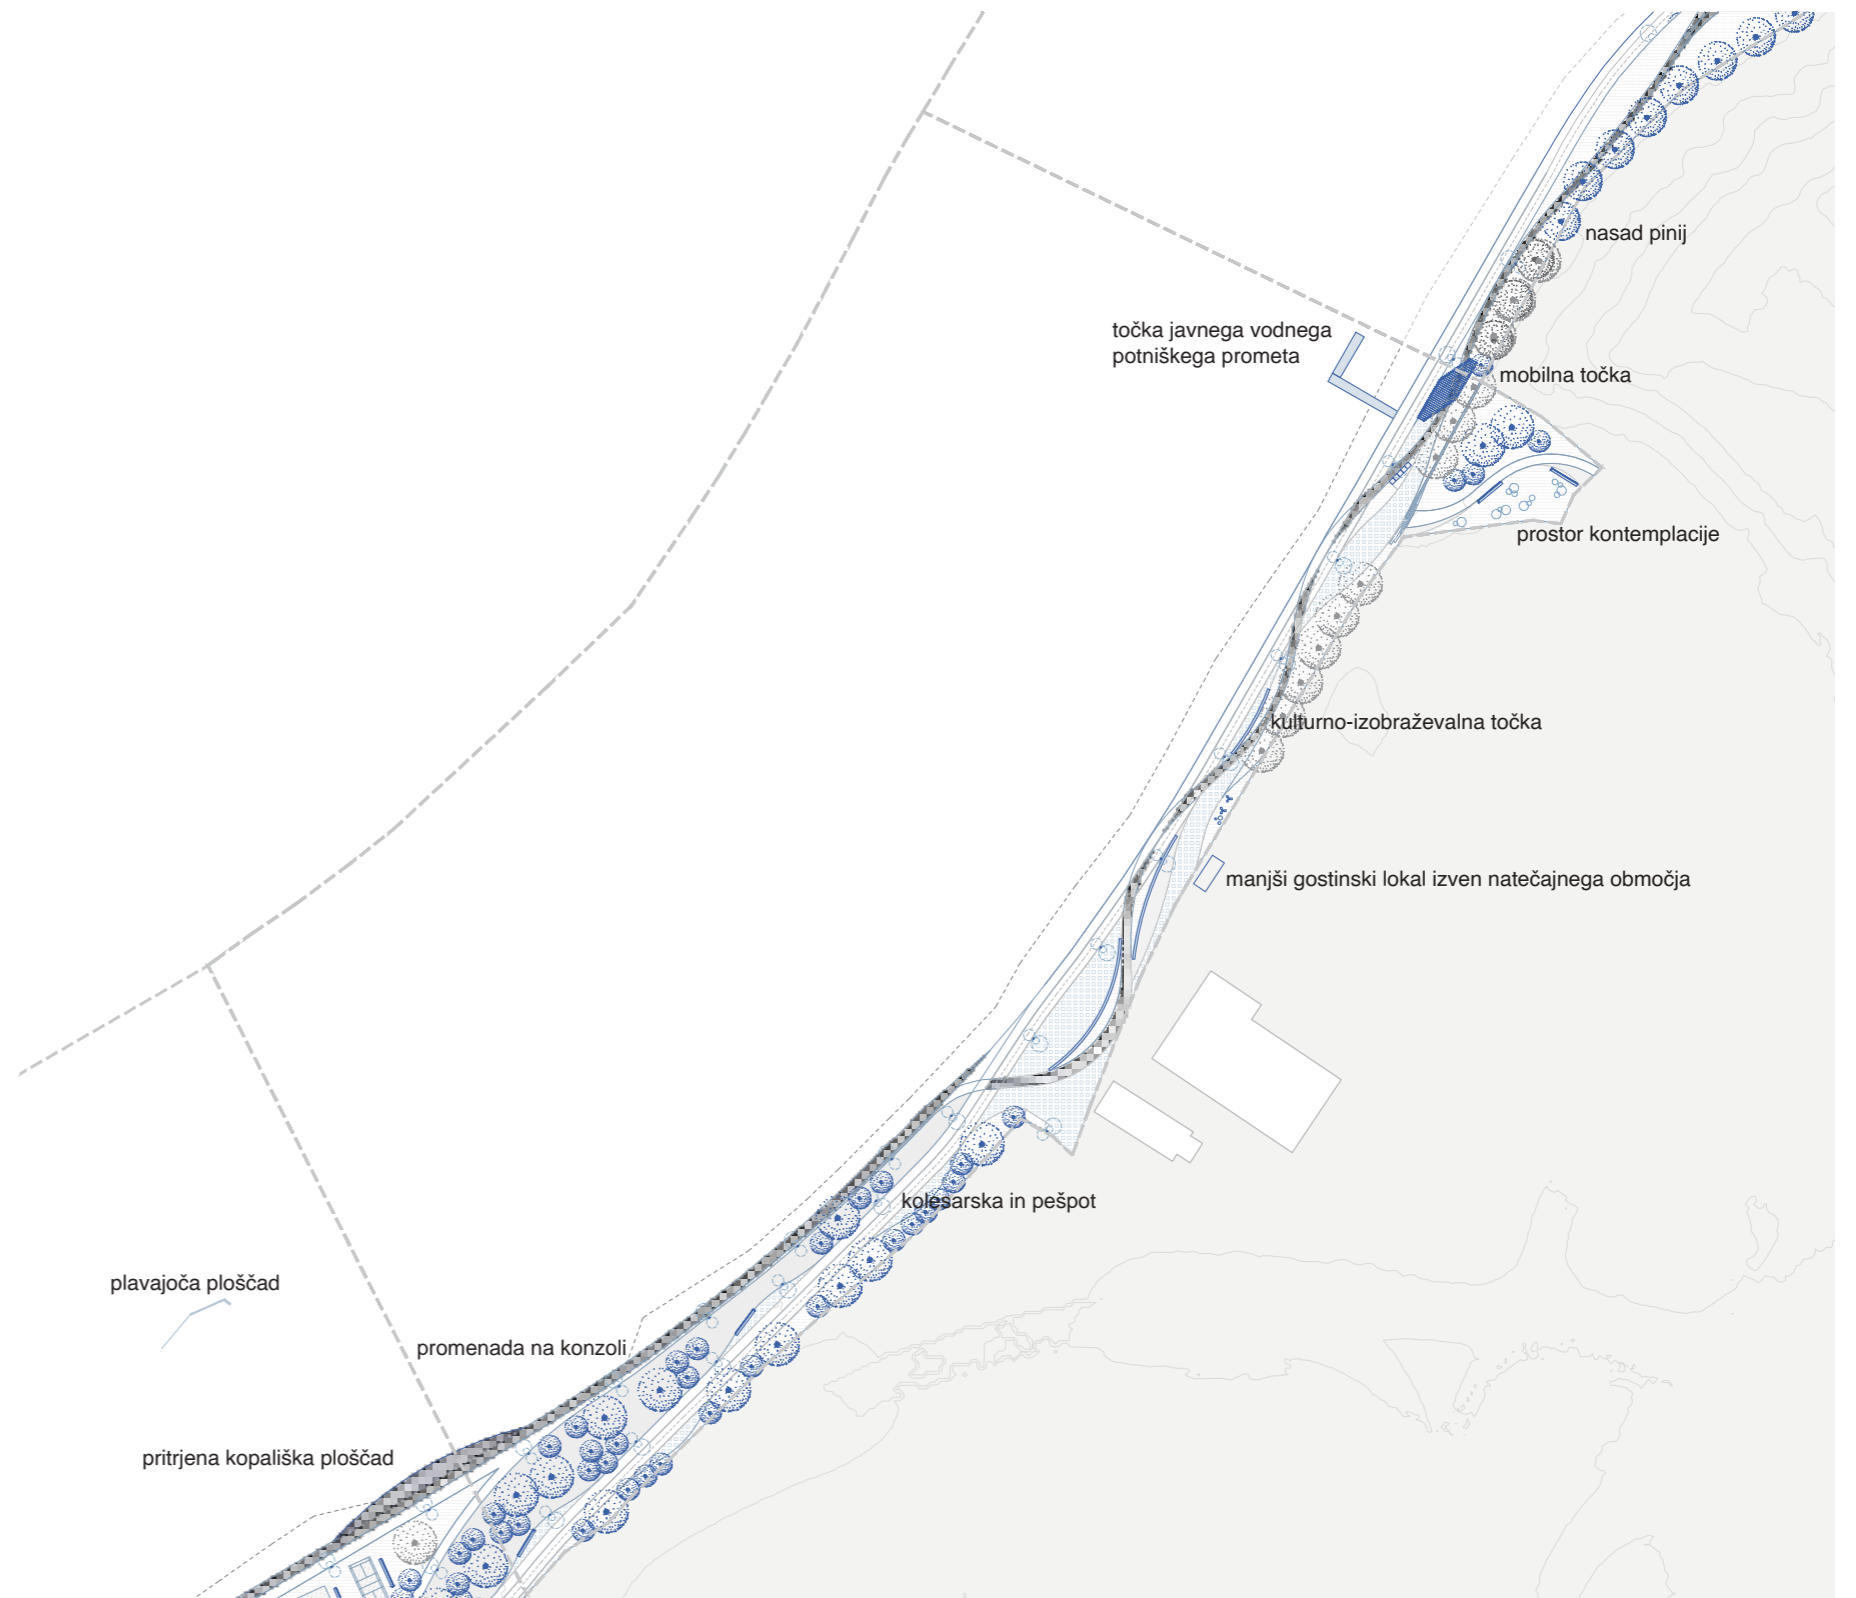 nasad pinij
točka javnega vodnega
potniškega prometa
mobilna točka
prostor kontemplacije
kulturno-izobraževalna točka
manjši gostinski lokal izven natečajnega območja
kolesarska in pešpot
plavajoča ploščad
promenada na konzoli
pritrjena kopališka ploščad